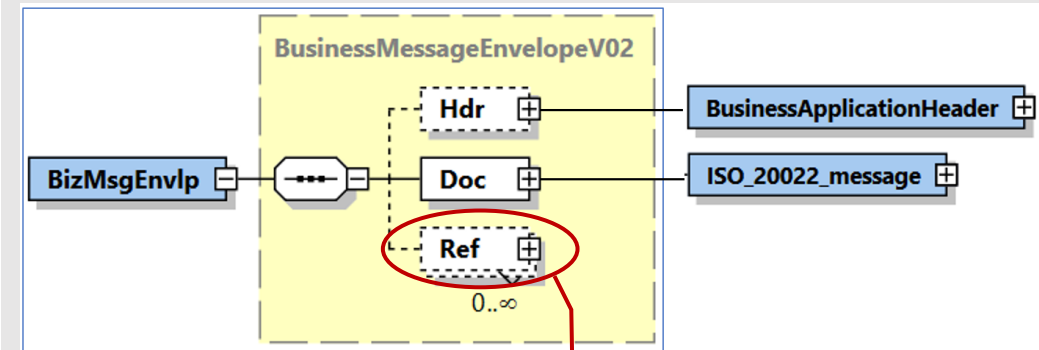 BusinessMessageEnvelopeV02
Hdr
BusinessApplicationHeader
BizMsgEnvlp
Doc
ISO_20022_message
Ref
0..∞